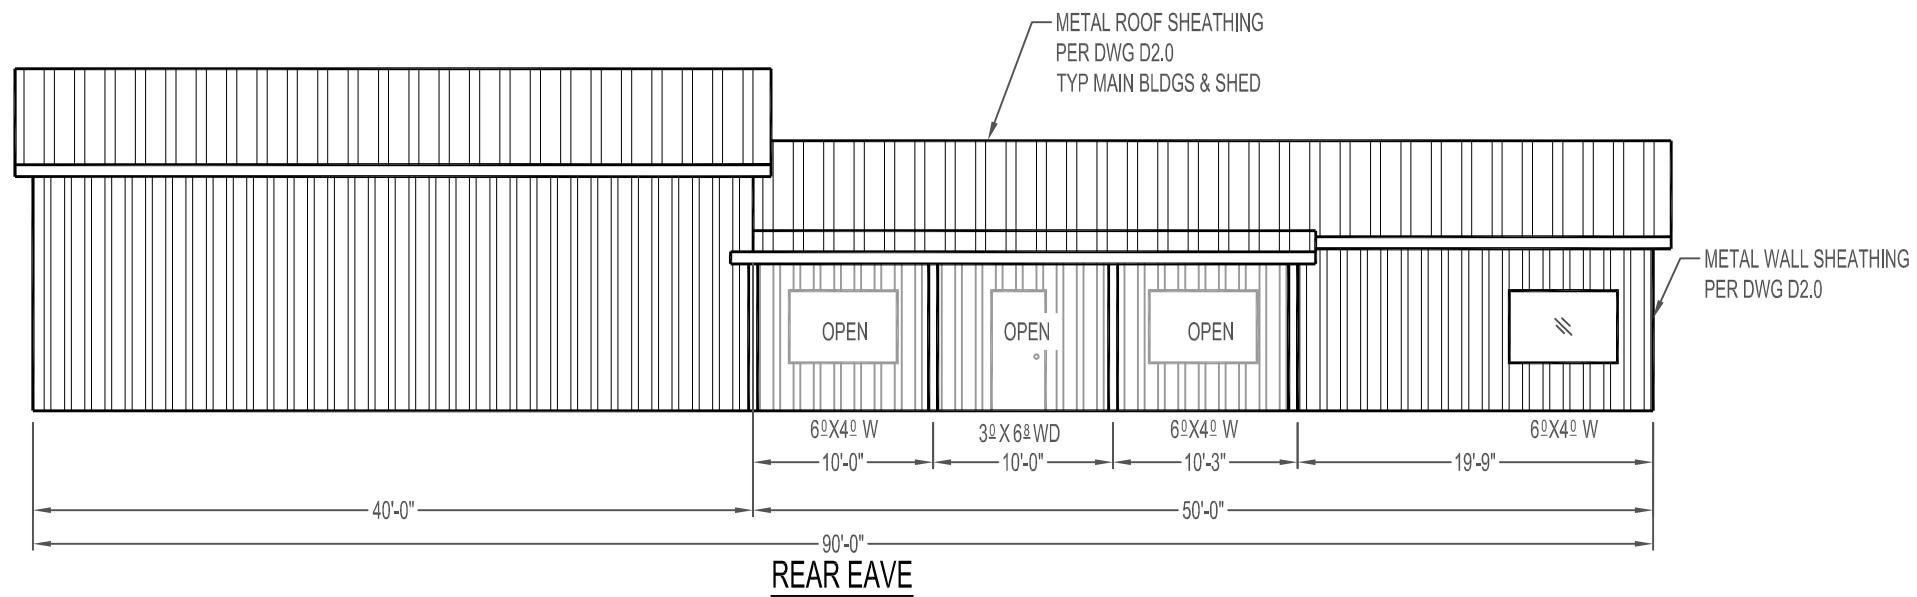 METAL ROOF SHEATHING
PER DWG D2.0
TYP MAIN BLDGS & SHED
METAL WALL SHEATHING
PER DWG D2.0
OPEN
OPEN
OPEN
6⁰X4⁰ W
3⁰ X 6⁸ WD
6⁰X4⁰ W
6⁰X4⁰ W
10'-0"
10'-0"
10'-3"
19'-9"
40'-0"
50'-0"
90'-0"
REAR EAVE